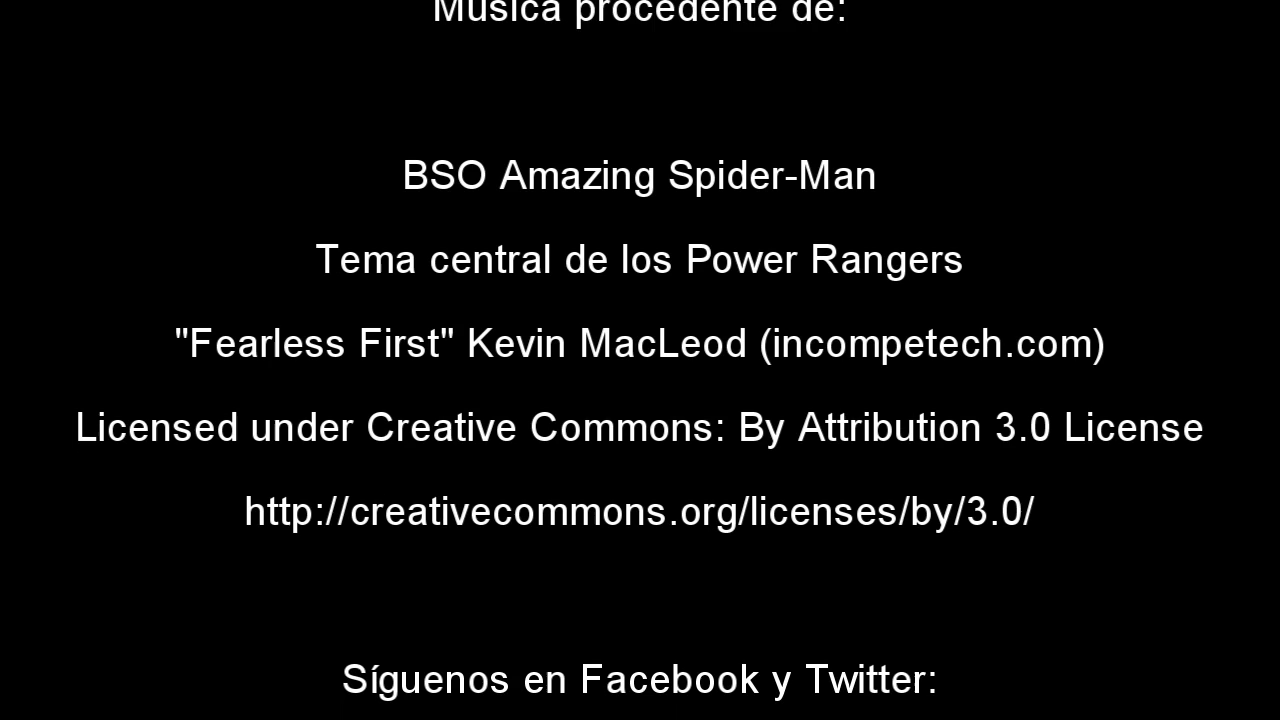 Música procedente de:
BSO Amazing Spider-Man
Tema central de los Power Rangers
"Fearless First" Kevin MacLeod (incompetech.com)
Licensed under Creative Commons: By Attribution 3.0 License
http://creativecommons.org/licenses/by/3.0/
Síguenos en Facebook y Twitter: